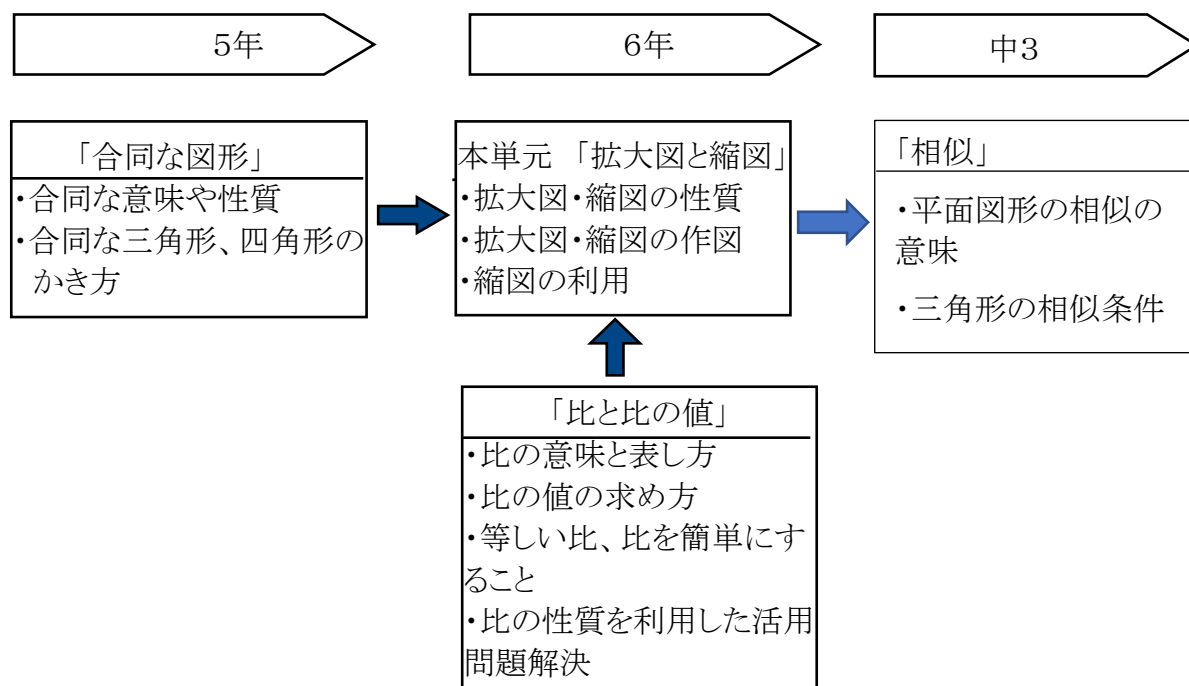 5年
6年
中3
「合同な図形」
・合同な意味や性質
・合同な三角形、四角形の
かき方
本単元 「拡大図と縮図」
・拡大図・縮図の性質
・拡大図・縮図の作図
・縮図の利用
「相似」
・平面図形の相似の
意味
・三角形の相似条件
「比と比の値」
・比の意味と表し方
・比の値の求め方
・等しい比、比を簡単にす
ること
・比の性質を利用した活用
問題解決